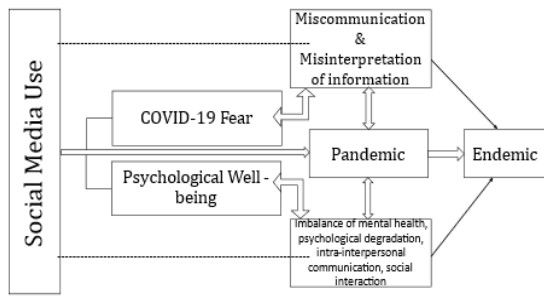 Social Media Use
Miscommunication
&
Misinterpretation
of information
COVID-19 Fear
Psychological Well -
being
Pandemic
Endemic
Imbalance of mental health,
psychological degradation,
intra-interpersonal
communication, social
interaction